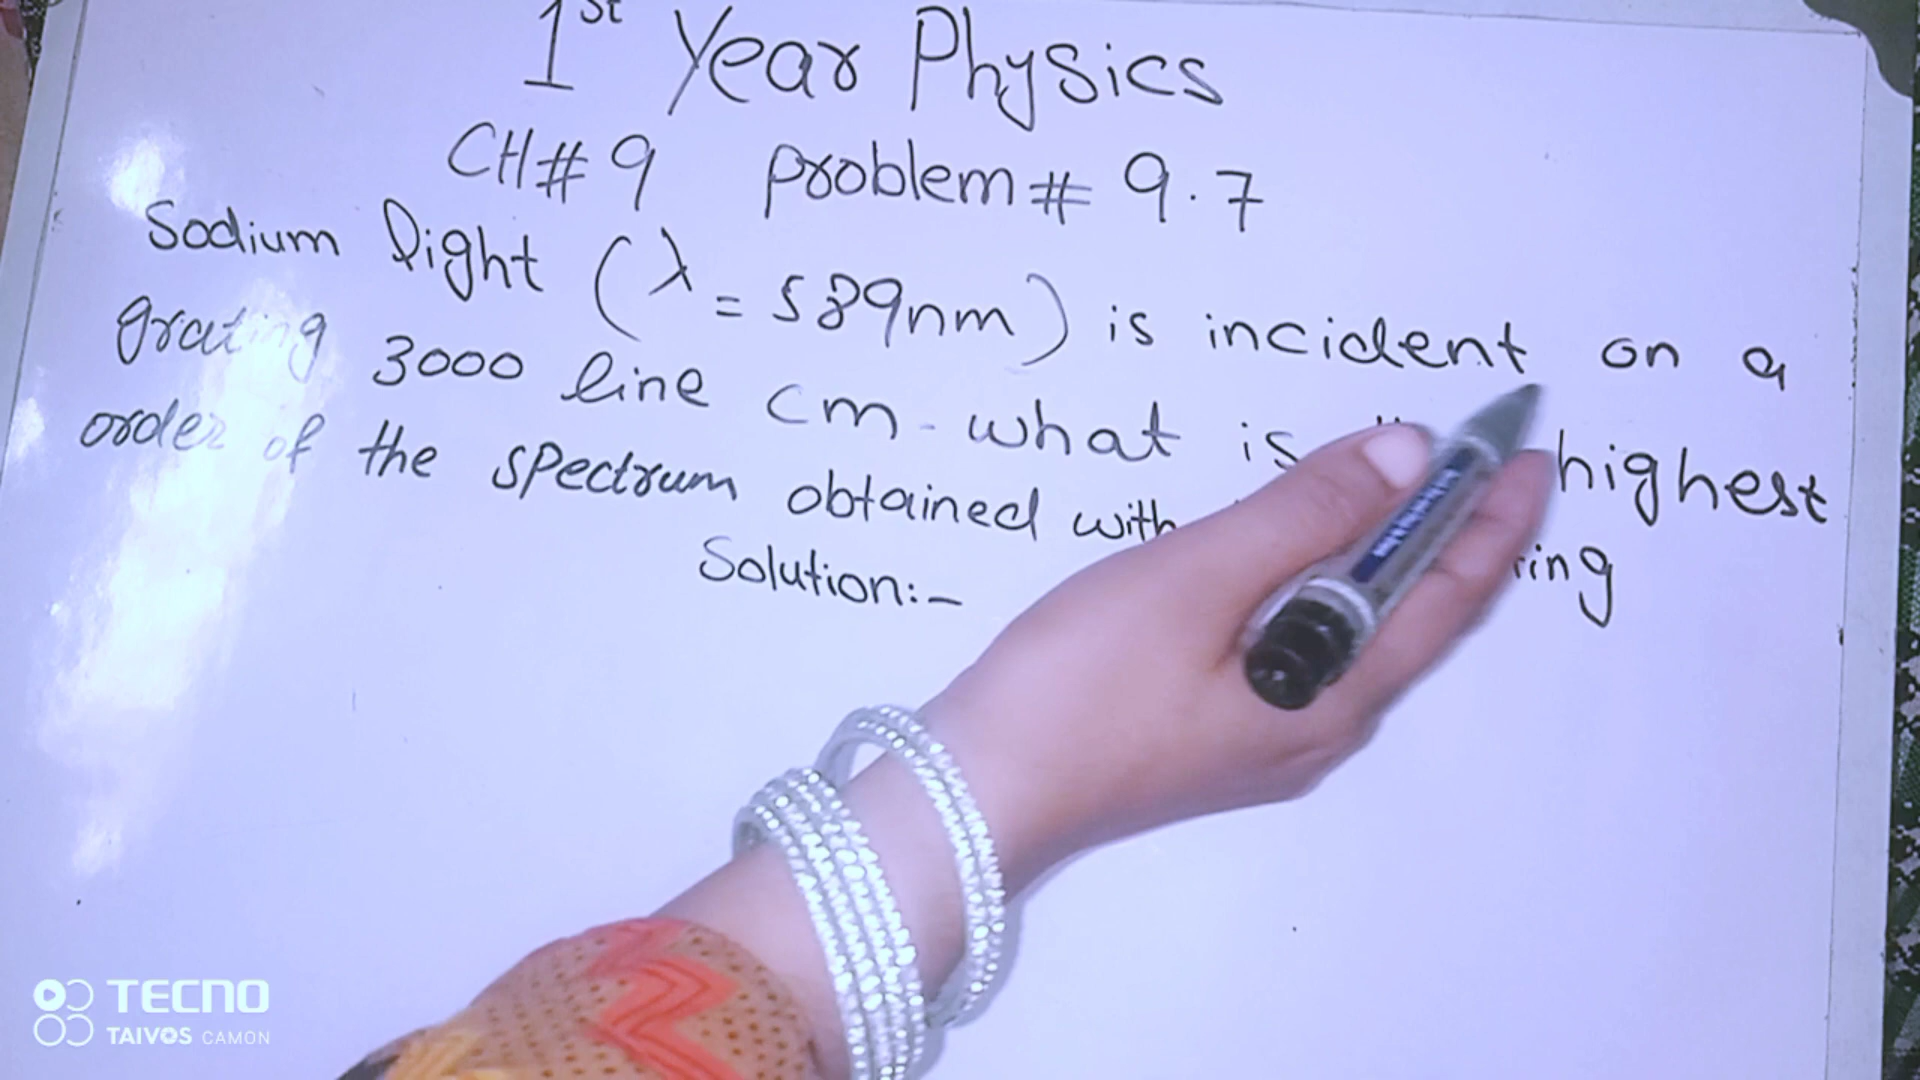 1st Year Physics
CH# 9 problem# 9.7
Sodium light (λ = 589nm) is incident on a
grating 3000 line cm. what is highest
order of the spectrum obtained with
Solution:-
TECNO
TAIVOS CAMON